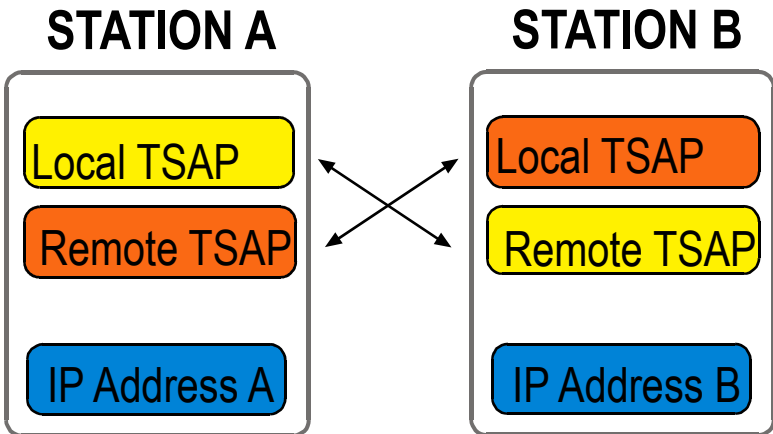 STATION A
STATION B
Local TSAP
Remote TSAP
IP Address A
Local TSAP
Remote TSAP
IP Address B